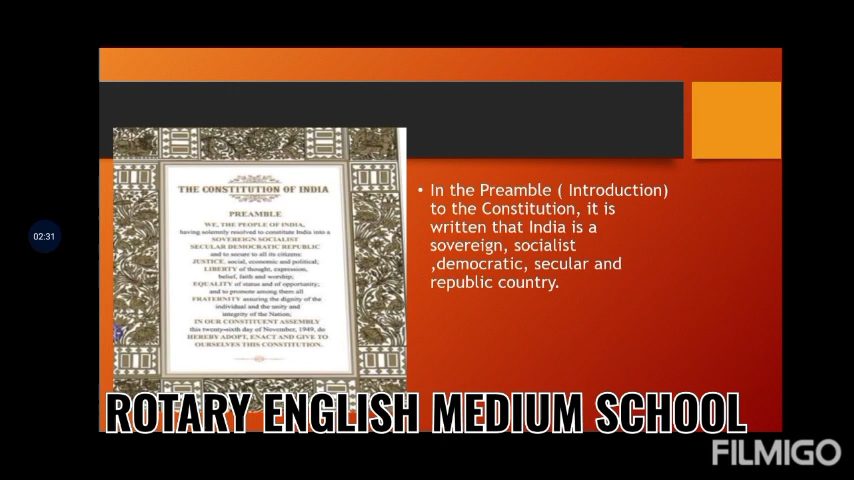 02:31
THE CONSTITUTION OF INDIA
PREAMBLE
WE, THE PEOPLE OF INDIA,
having solemnly resolved to constitute India into a
SOVEREIGN SOCIALIST
SECULAR DEMOCRATIC REPUBLIC
and to secure to all its citizens:
JUSTICE, social, economic and political;
LIBERTY of thought, expression,
belief, faith and worship;
EQUALITY of status and of opportunity;
and to promote among them all
FRATERNITY assuring the dignity of the
individual and the unity and
integrity of the Nation;
IN OUR CONSTITUENT ASSEMBLY
this twenty-sixth day of November, 1949, do
HEREBY ADOPT, ENACT AND GIVE TO
OURSELVES THIS CONSTITUTION.
• In the Preamble ( Introduction)
to the Constitution, it is
written that India is a
sovereign, socialist
,democratic, secular and
republic country.
ROTARY ENGLISH MEDIUM SCHOOL
FILMIGO